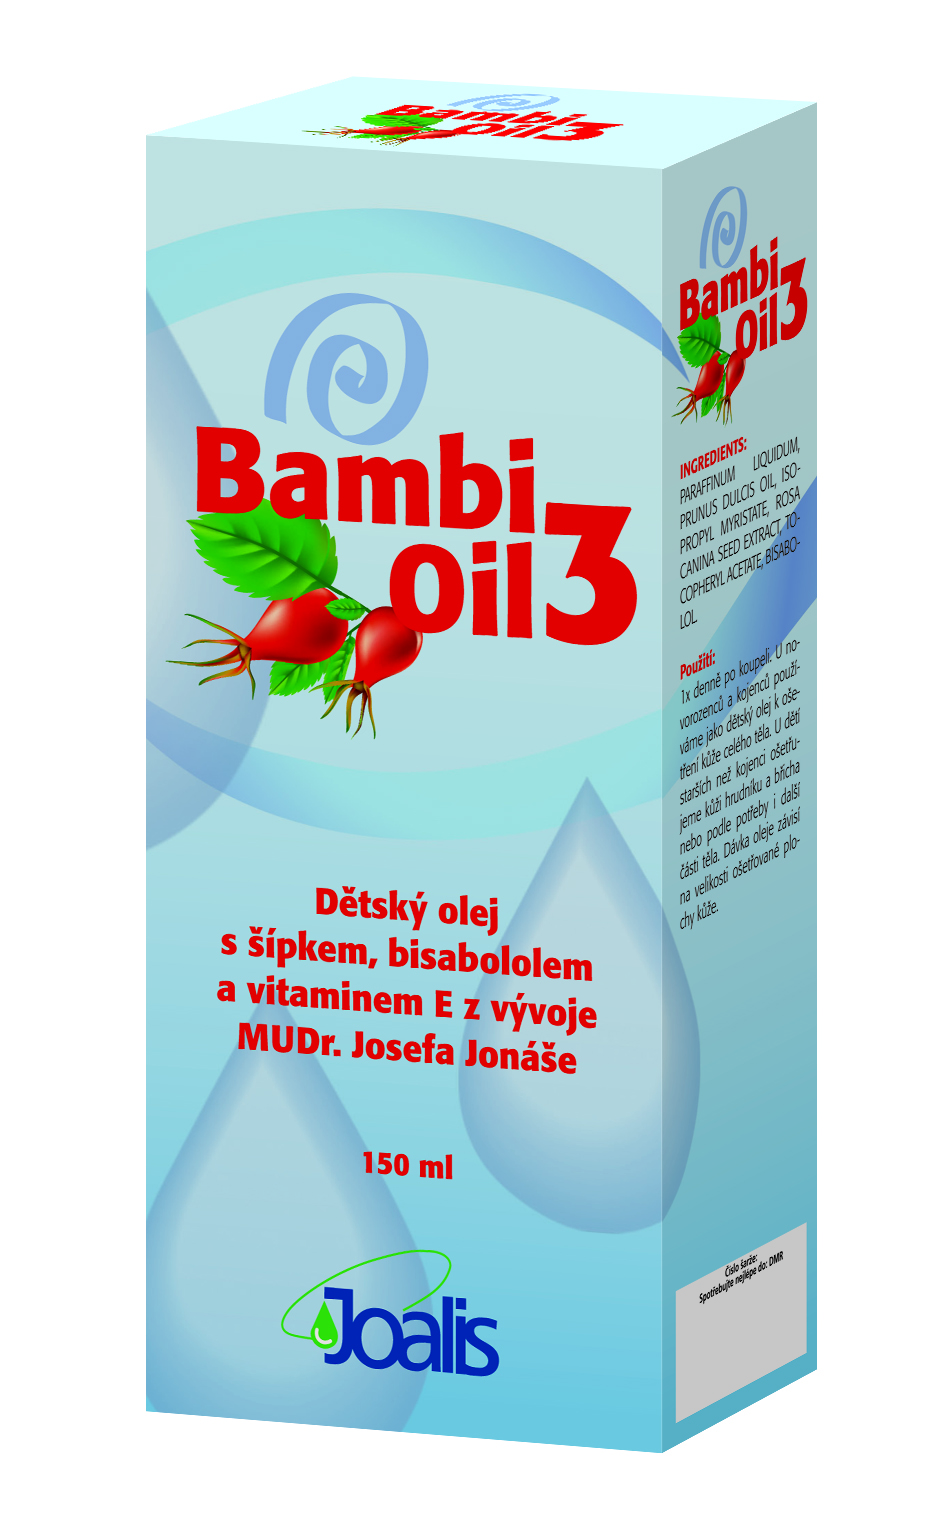 Bambi
Oil3
Bambi
Oil3
Dětský olej
s šípkem, bisabololem
a vitaminem E z vývoje
MUDr. Josefa Jonáše
150 ml
Joalis
Bambi
Oil3
INGREDIENTS:
PARAFFINUM LIQUIDUM,
PRUNUS DULCIS OIL, ISO-
PROPYL MYRISTATE, ROSA
CANINA SEED EXTRACT, TO-
COPHERYL ACETATE, BISABO-
LOL.
Použití:
1x denně po koupeli. U no-
vorozenců a kojenců použí-
váme jako dětský olej k oše-
tření kůže celého těla. U dětí
starších než kojenci ošetřu-
jeme kůži hrudníku a břicha
nebo podle potřeby i další
části těla. Dávka oleje závisí
na velikosti ošetřované plo-
chy kůže.
Číslo šarže:
Spotřebujte nejlépe do: DMR